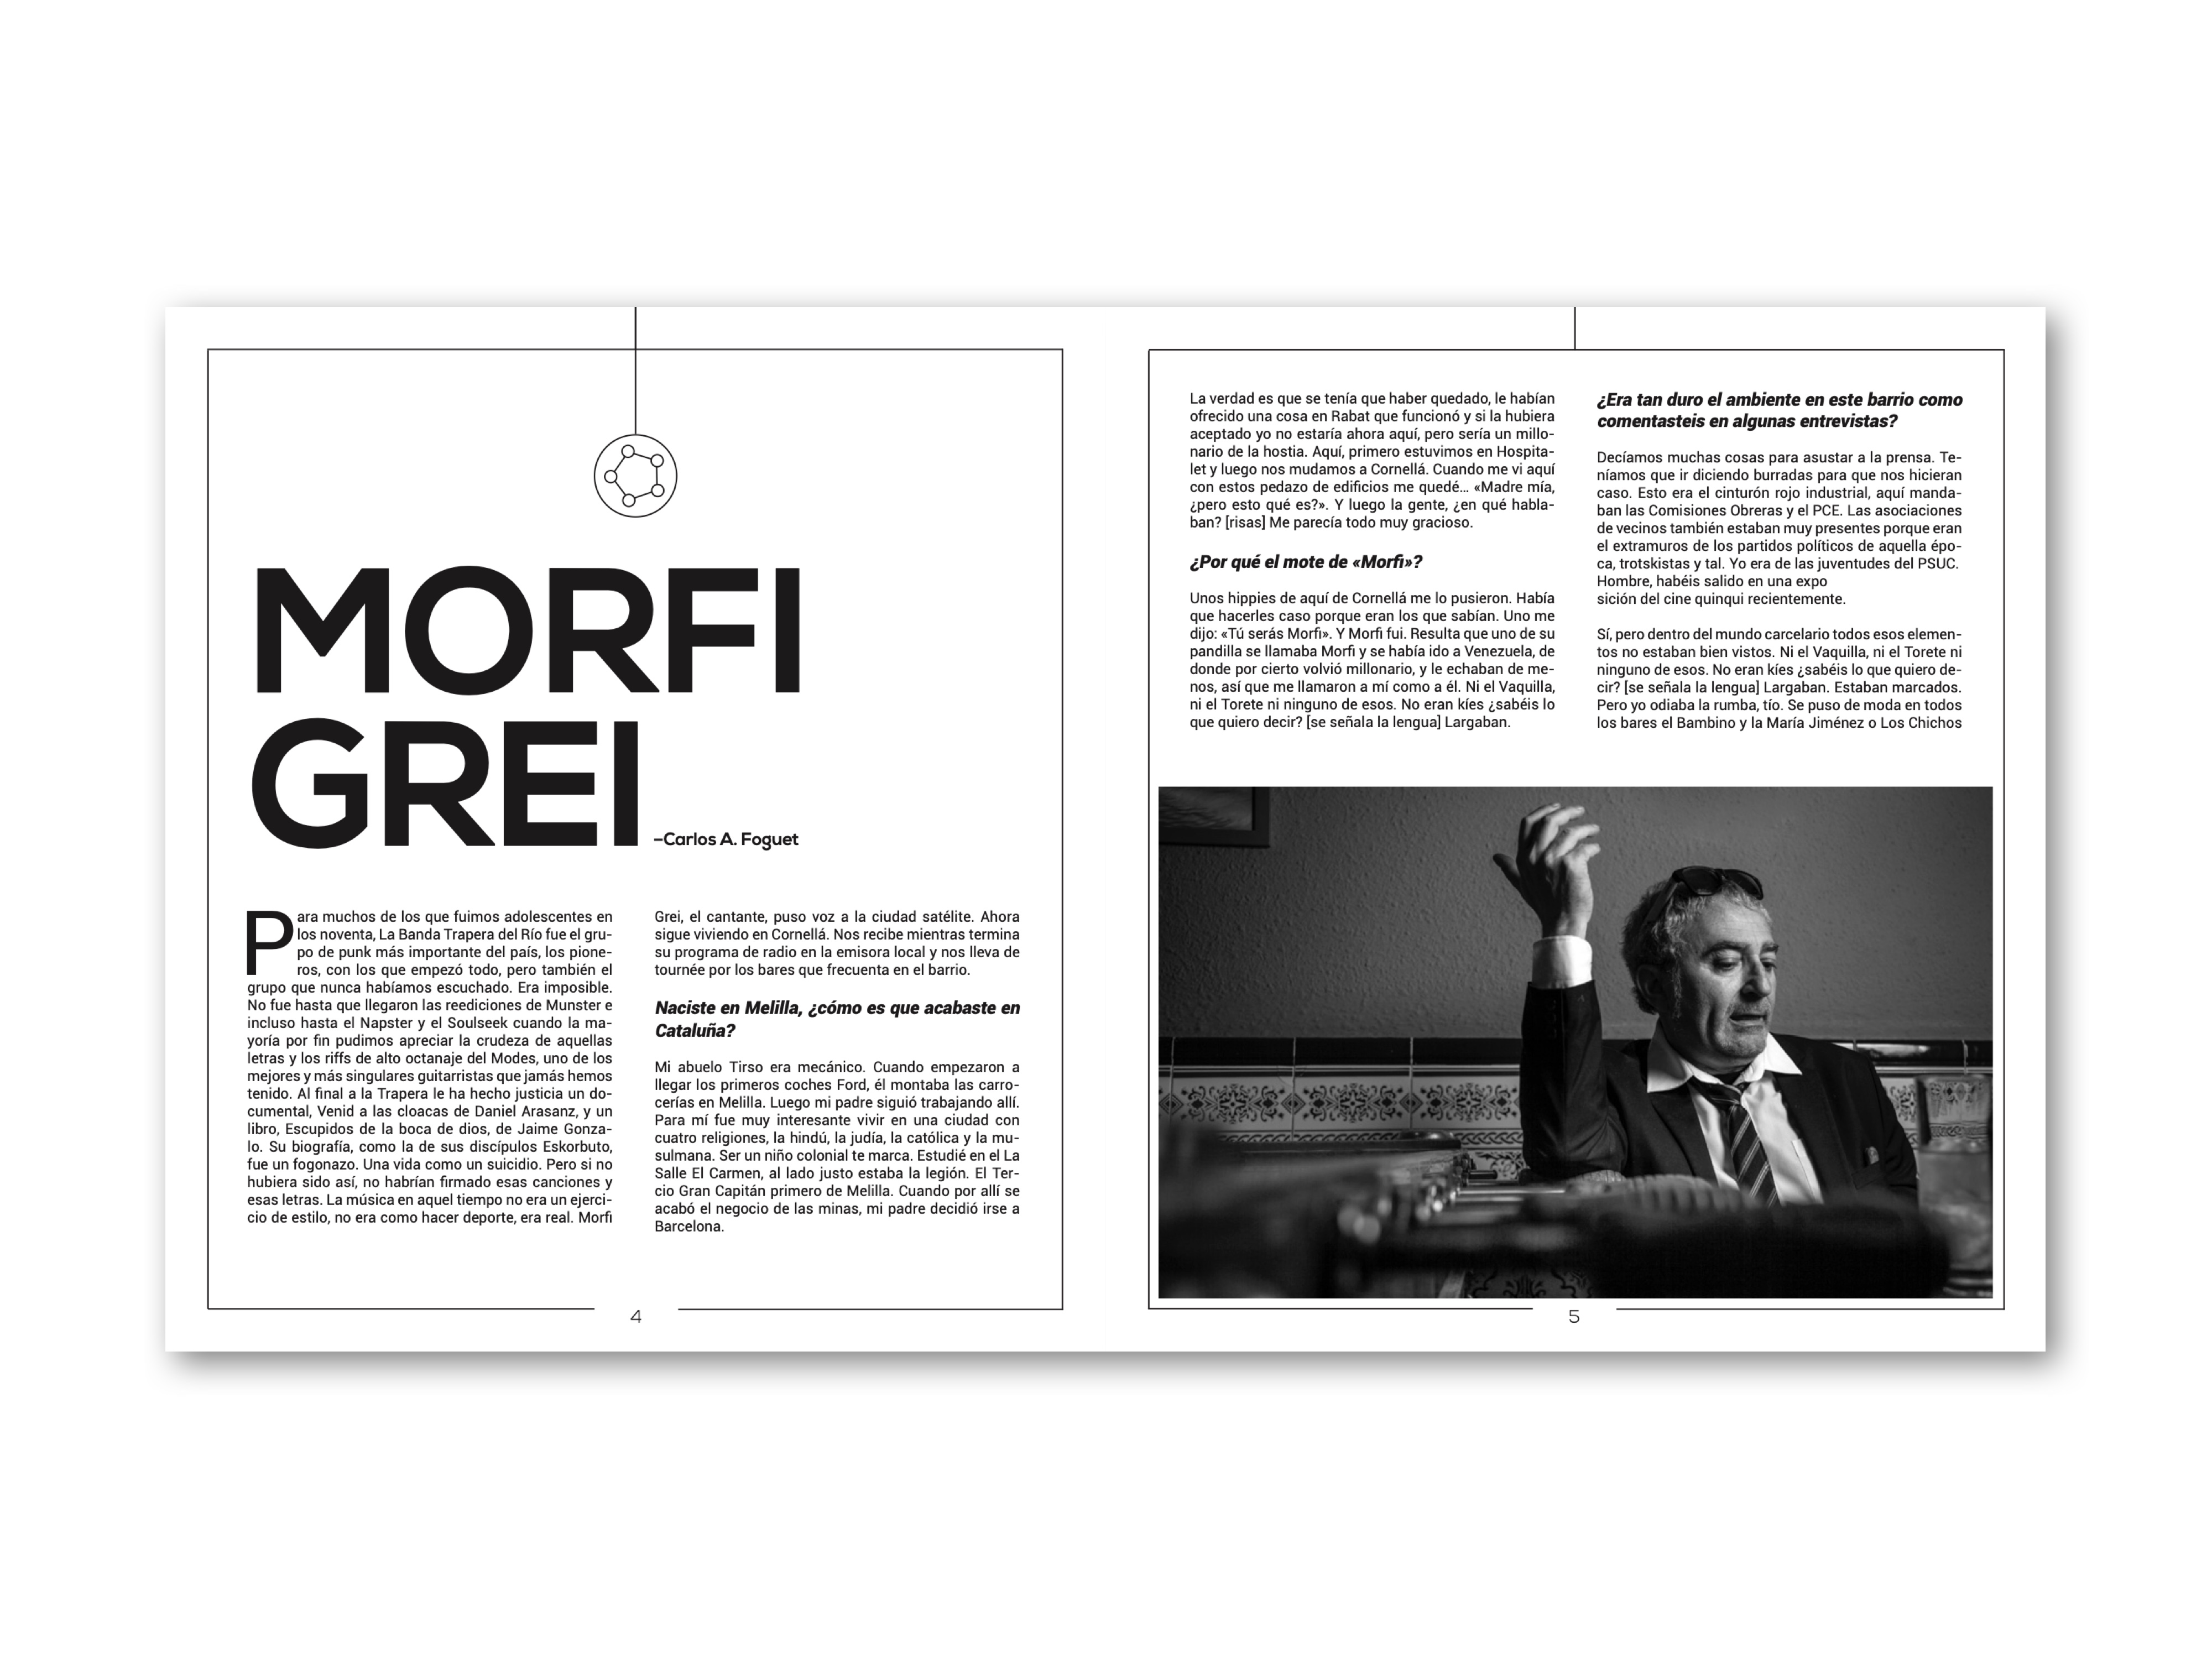 MORFI
GREI
–Carlos A. Foguet
Para muchos de los que fuimos adolescentes en
los noventa, La Banda Trapera del Río fue el gru-
po de punk más importante del país, los pione-
ros, con los que empezó todo, pero también el
grupo que nunca habíamos escuchado. Era imposible.
No fue hasta que llegaron las reediciones de Munster e
incluso hasta el Napster y el Soulseek cuando la ma-
yoría por fin pudimos apreciar la crudeza de aquellas
letras y los riffs de alto octanaje del Modes, uno de los
mejores y más singulares guitarristas que jamás hemos
tenido. Al final a la Trapera le ha hecho justicia un do-
cumental, Venid a las cloacas de Daniel Arasanz, y un
libro, Escupidos de la boca de dios, de Jaime Gonza-
lo. Su biografía, como la de sus discípulos Eskorbuto,
fue un fogonazo. Una vida como un suicidio. Pero si no
hubiera sido así, no habrían firmado esas canciones y
esas letras. La música en aquel tiempo no era un ejerci-
cio de estilo, no era como hacer deporte, era real. Morfi
Grei, el cantante, puso voz a la ciudad satélite. Ahora
sigue viviendo en Cornellá. Nos recibe mientras termina
su programa de radio en la emisora local y nos lleva de
tournée por los bares que frecuenta en el barrio.
Naciste en Melilla, ¿cómo es que acabaste en
Cataluña?
Mi abuelo Tirso era mecánico. Cuando empezaron a
llegar los primeros coches Ford, él montaba las carro-
cerías en Melilla. Luego mi padre siguió trabajando allí.
Para mí fue muy interesante vivir en una ciudad con
cuatro religiones, la hindú, la judía, la católica y la mu-
sulmana. Ser un niño colonial te marca. Estudié en el La
Salle El Carmen, al lado justo estaba la legión. El Ter-
cio Gran Capitán primero de Melilla. Cuando por allí se
acabó el negocio de las minas, mi padre decidió irse a
Barcelona.
4
La verdad es que se tenía que haber quedado, le habían
ofrecido una cosa en Rabat que funcionó y si la hubiera
aceptado yo no estaría ahora aquí, pero sería un millo-
nario de la hostia. Aquí, primero estuvimos en Hospita-
let y luego nos mudamos a Cornellá. Cuando me vi aquí
con estos pedazo de edificios me quedé... «Madre mía,
¿pero esto qué es?». Y luego la gente, ¿en qué habla-
ban? [risas] Me parecía todo muy gracioso.
¿Por qué el mote de «Morfi»?
Unos hippies de aquí de Cornellá me lo pusieron. Había
que hacerles caso porque eran los que sabían. Uno me
dijo: «Tú serás Morfi». Y Morfi fui. Resulta que uno de su
pandilla se llamaba Morfi y se había ido a Venezuela, de
donde por cierto volvió millonario, y le echaban de me-
nos, así que me llamaron a mí como a él. Ni el Vaquilla,
ni el Torete ni ninguno de esos. No eran kíes ¿sabéis lo
que quiero decir? [se señala la lengua] Largaban.
¿Era tan duro el ambiente en este barrio como
comentasteis en algunas entrevistas?
Decíamos muchas cosas para asustar a la prensa. Te-
níamos que ir diciendo burradas para que nos hicieran
caso. Esto era el cinturón rojo industrial, aquí manda-
ban las Comisiones Obreras y el PCE. Las asociaciones
de vecinos también estaban muy presentes porque eran
el extramuros de los partidos políticos de aquella épo-
ca, trotskistas y tal. Yo era de las juventudes del PSUC.
Hombre, habéis salido en una expo
sición del cine quinqui recientemente.
Sí, pero dentro del mundo carcelario todos esos elemen-
tos no estaban bien vistos. Ni el Vaquilla, ni el Torete ni
ninguno de esos. No eran kíes ¿sabéis lo que quiero de-
cir? [se señala la lengua] Largaban. Estaban marcados.
Pero yo odiaba la rumba, tío. Se puso de moda en todos
los bares el Bambino y la María Jiménez o Los Chichos
5